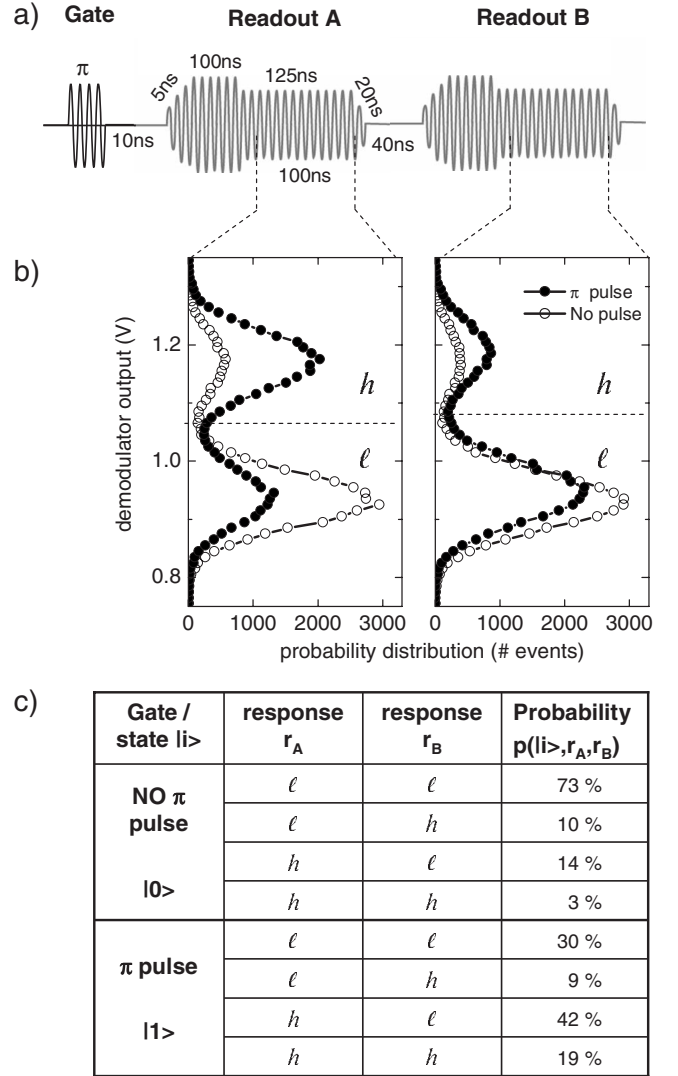 a)
Gate
Readout A
Readout B
π
5ns
100ns
125ns
20ns
10ns
100ns
40ns
b)
demodulator output (V)
1.2
1.0
0.8
h
ℓ
π pulse
No pulse
h
ℓ
0 1000 2000 3000
0 1000 2000 3000
probability distribution (# events)
c)
Gate / state |i> response r_A response r_B Probability p(|i>,r_A,r_B)
NO π pulse |0>
ℓ ℓ 73 %
ℓ h 10 %
h ℓ 14 %
h h 3 %
π pulse |1>
ℓ ℓ 30 %
ℓ h 9 %
h ℓ 42 %
h h 19 %